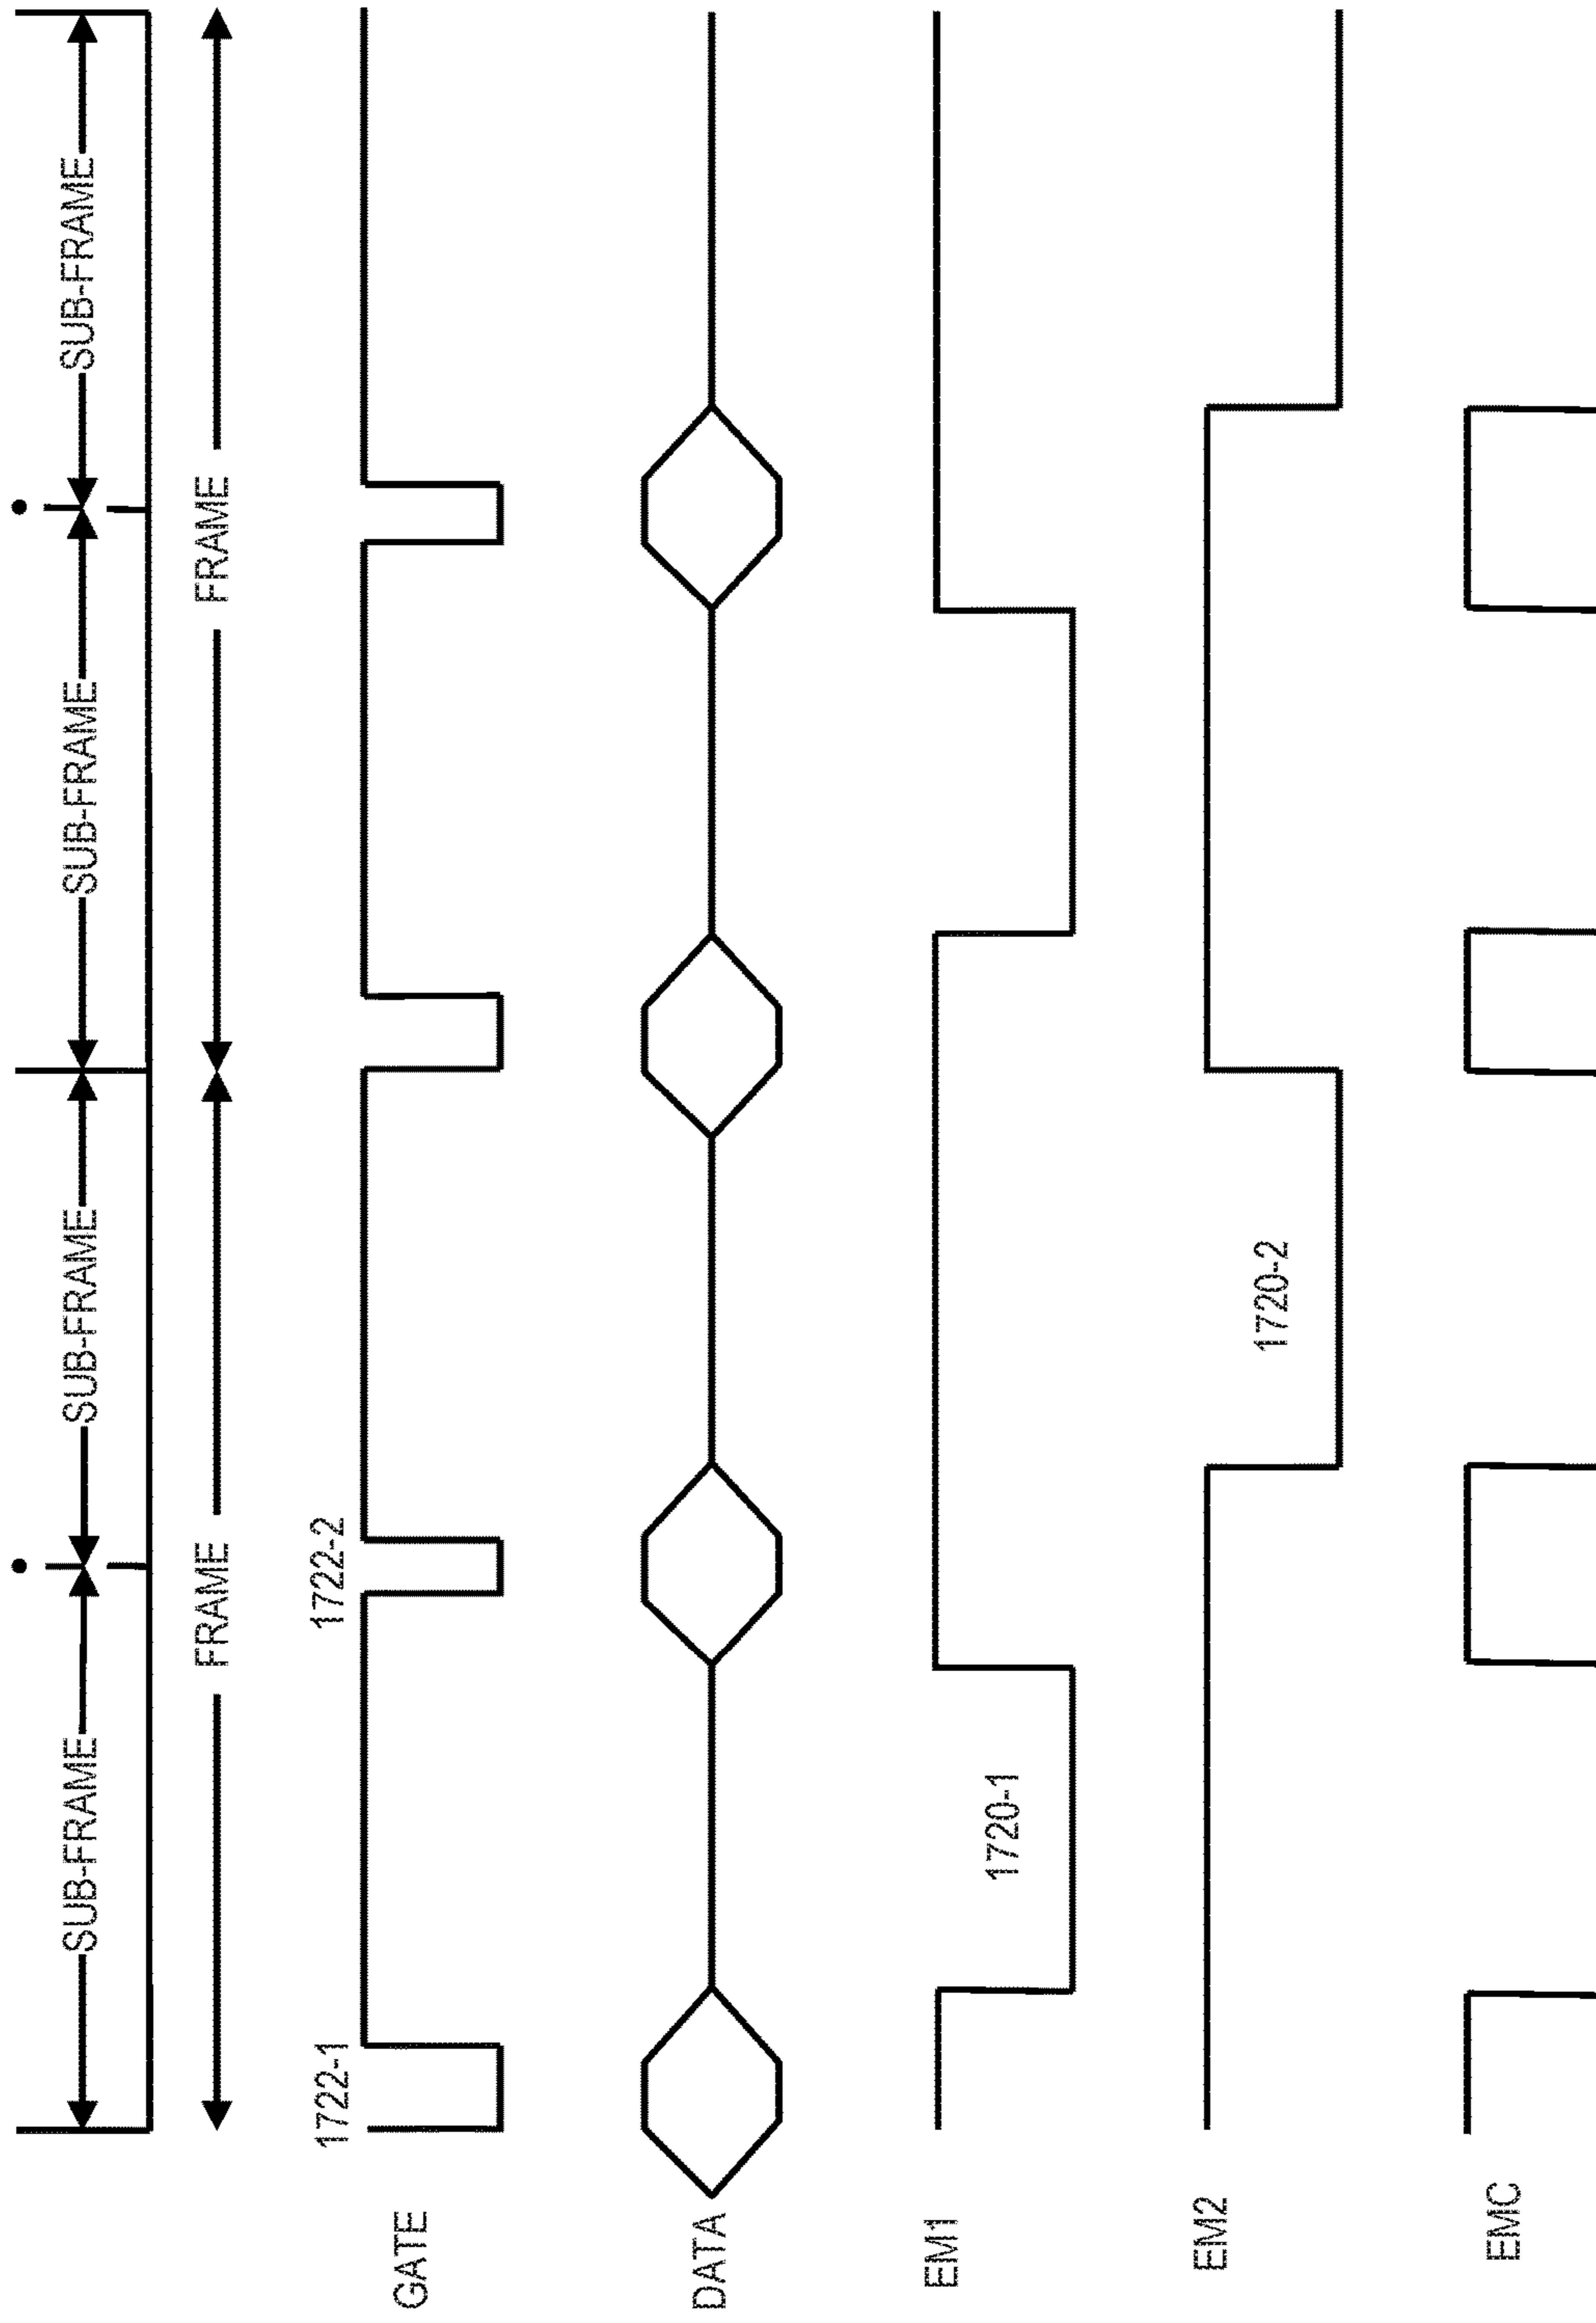 SUB-FRAME SUB-FRAME SUB-FRAME SUB-FRAME
FRAME FRAME
1722-1 1722-2
GATE
DATA
EM1
1720-1
EM2
1720-2
EMC